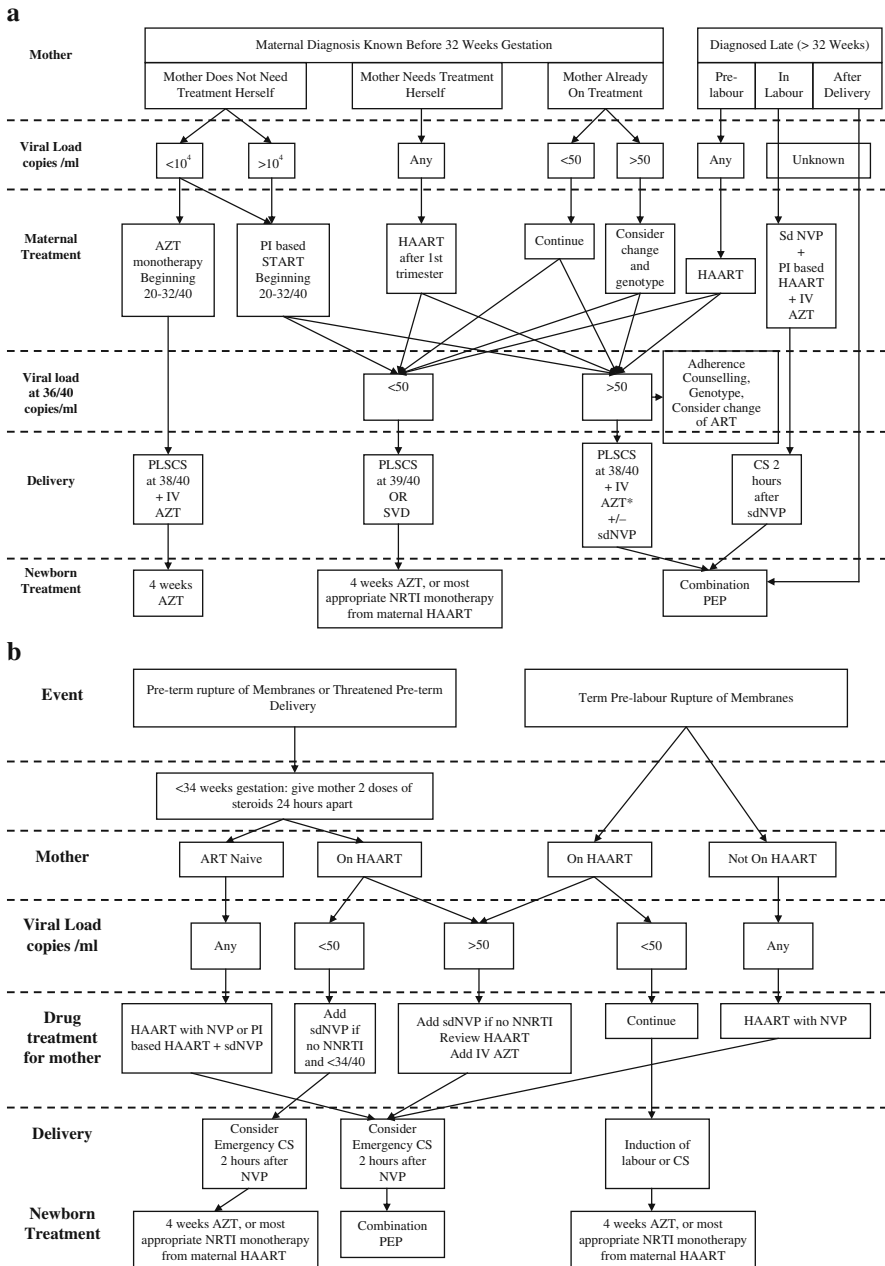 a
Mother
Maternal Diagnosis Known Before 32 Weeks Gestation
Diagnosed Late (> 32 Weeks)
Mother Does Not Need
Treatment Herself
Mother Needs Treatment
Herself
Mother Already
On Treatment
Pre-
labour
In
Labour
After
Delivery
Viral Load
copies /ml
<10⁴
>10⁴
Any
<50
>50
Any
Unknown
Maternal
Treatment
AZT
monotherapy
Beginning
20-32/40
PI based
START
Beginning
20-32/40
HAART
after 1st
trimester
Continue
Consider
change
and
genotype
HAART
Sd NVP
+
PI based
HAART
+ IV
AZT
Viral load
at 36/40
copies/ml
<50
>50
Adherence
Counselling,
Genotype,
Consider change
of ART
Delivery
PLSCS
at 38/40
+ IV
AZT
PLSCS
at 39/40
OR
SVD
PLSCS
at 38/40
+ IV
AZT*
+/–
sdNVP
CS 2
hours
after
sdNVP
Newborn
Treatment
4 weeks
AZT
4 weeks AZT, or most
appropriate NRTI monotherapy
from maternal HAART
Combination
PEP
b
Event
Pre-term rupture of Membranes or Threatened Pre-term
Delivery
Term Pre-labour Rupture of Membranes
<34 weeks gestation: give mother 2 doses of
steroids 24 hours apart
Mother
ART Naive
On HAART
On HAART
Not On HAART
Viral Load
copies /ml
Any
<50
>50
<50
Any
Drug
treatment
for mother
HAART with NVP or PI
based HAART + sdNVP
Add
sdNVP if
no NNRTI
and <34/40
Add sdNVP if no NNRTI
Review HAART
Add IV AZT
Continue
HAART with NVP
Delivery
Consider
Emergency CS
2 hours after
NVP
Consider
Emergency CS
2 hours after
NVP
Induction of
labour or CS
Newborn
Treatment
4 weeks AZT, or most
appropriate NRTI monotherapy
from maternal HAART
Combination
PEP
4 weeks AZT, or most
appropriate NRTI monotherapy
from maternal HAART